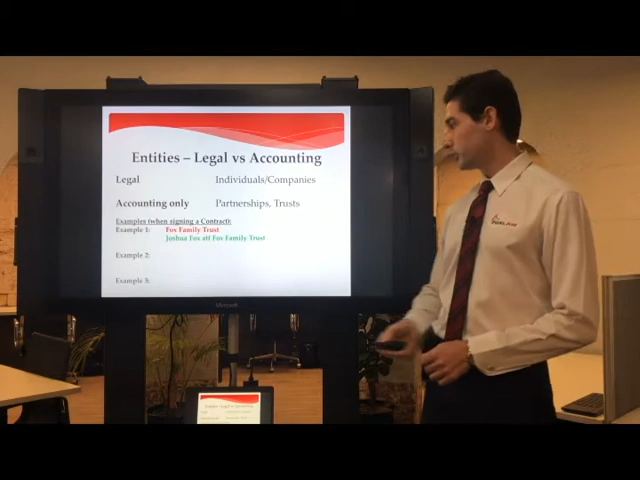 Entities – Legal vs Accounting
Legal Individuals/Companies
Accounting only Partnerships, Trusts
Examples (when signing a Contract):
Example 1: Fox Family Trust
Joshua Fox atf Fox Family Trust
Example 2:
Example 3:
Microsoft